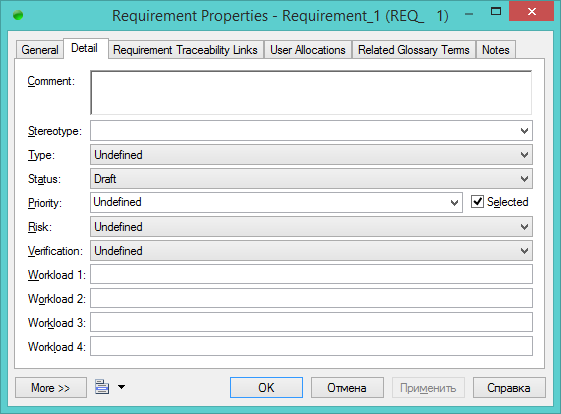 Requirement Properties - Requirement_1 (REQ_   1)
General Detail Requirement Traceability Links User Allocations Related Glossary Terms Notes
Comment:
Stereotype:
Type: Undefined
Status: Draft
Priority: Undefined Selected
Risk: Undefined
Verification: Undefined
Workload 1:
Workload 2:
Workload 3:
Workload 4:
More >> OK Отмена Применить Справка